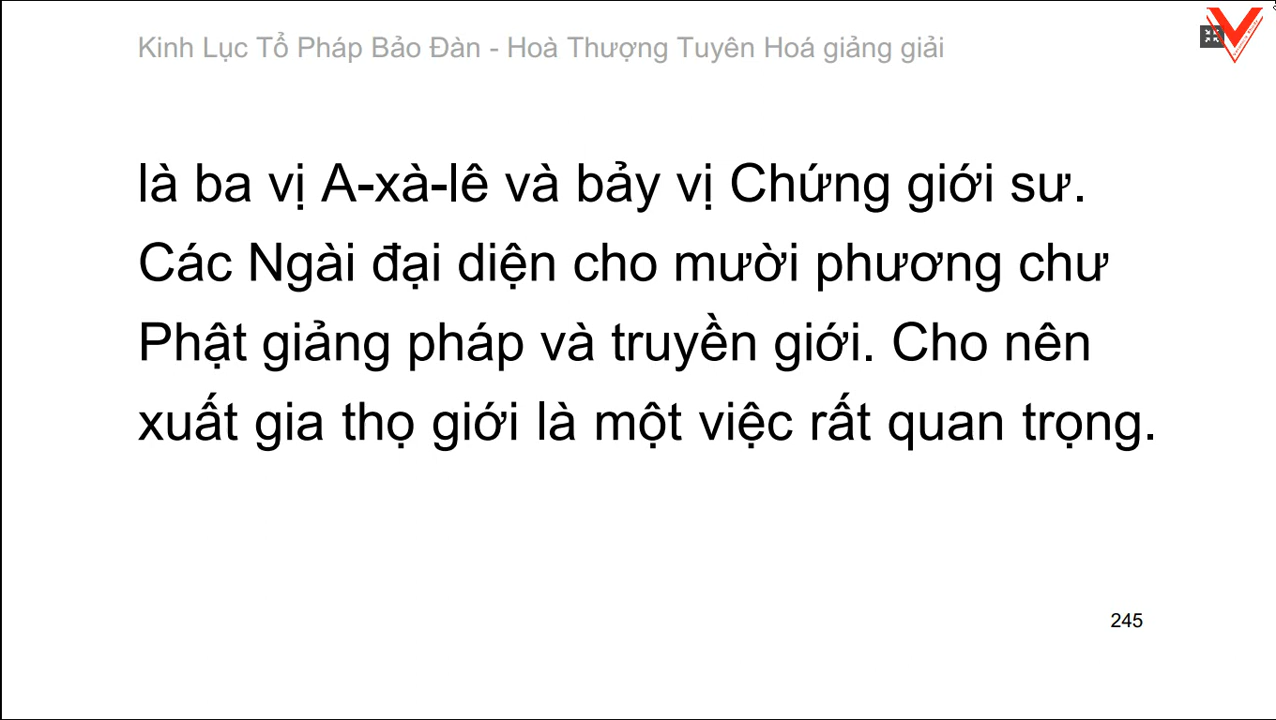 Kinh Lục Tổ Pháp Bảo Đàn - Hoà Thượng Tuyên Hoá giảng giải
là ba vị A-xà-lê và bảy vị Chứng giới sư.
Các Ngài đại diện cho mười phương chư
Phật giảng pháp và truyền giới. Cho nên
xuất gia thọ giới là một việc rất quan trọng.
245